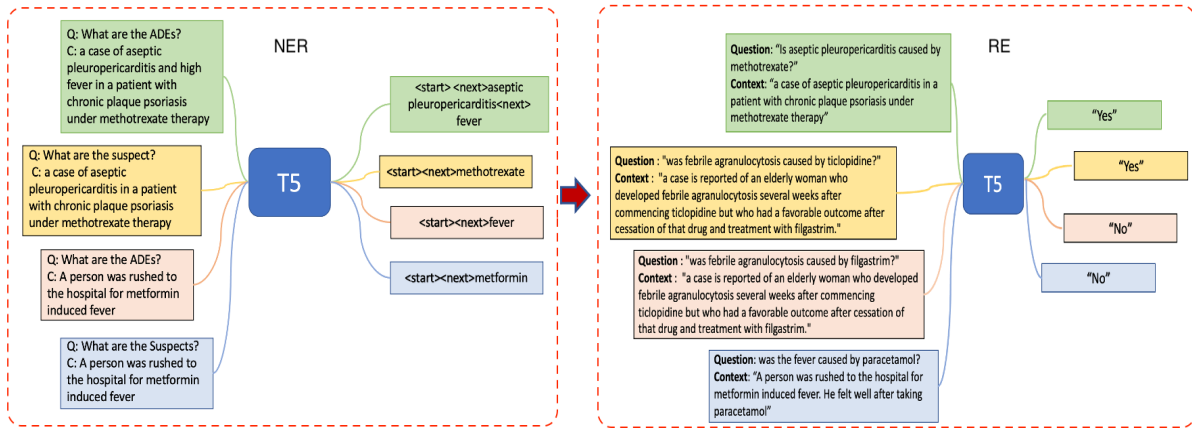 NER
Q: What are the ADEs?
C: a case of aseptic
pleuropericarditis and high
fever in a patient with
chronic plaque psoriasis
under methotrexate therapy
Q: What are the suspect?
C: a case of aseptic
pleuropericarditis in a patient
with chronic plaque psoriasis
under methotrexate therapy
Q: What are the ADEs?
C: A person was rushed to
the hospital for metformin
induced fever
Q: What are the Suspects?
C: A person was rushed to
the hospital for metformin
induced fever
T5
<start> <next>aseptic
pleuropericarditis<next>
fever
<start><next>methotrexate
<start><next>fever
<start><next>metformin
RE
Question: “Is aseptic pleuropericarditis caused by
methotrexate?”
Context: “a case of aseptic pleuropericarditis in a
patient with chronic plaque psoriasis under
methotrexate therapy”
Question : "was febrile agranulocytosis caused by ticlopidine?"
Context : "a case is reported of an elderly woman who
developed febrile agranulocytosis several weeks after
commencing ticlopidine but who had a favorable outcome after
cessation of that drug and treatment with filgastrim."
Question : "was febrile agranulocytosis caused by filgastrim?"
Context : "a case is reported of an elderly woman who developed
febrile agranulocytosis several weeks after commencing
ticlopidine but who had a favorable outcome after cessation of
that drug and treatment with filgastrim."
Question: was the fever caused by paracetamol?
Context: “A person was rushed to the hospital for
metformin induced fever. He felt well after taking
paracetamol”
T5
“Yes”
“Yes”
“No”
“No”